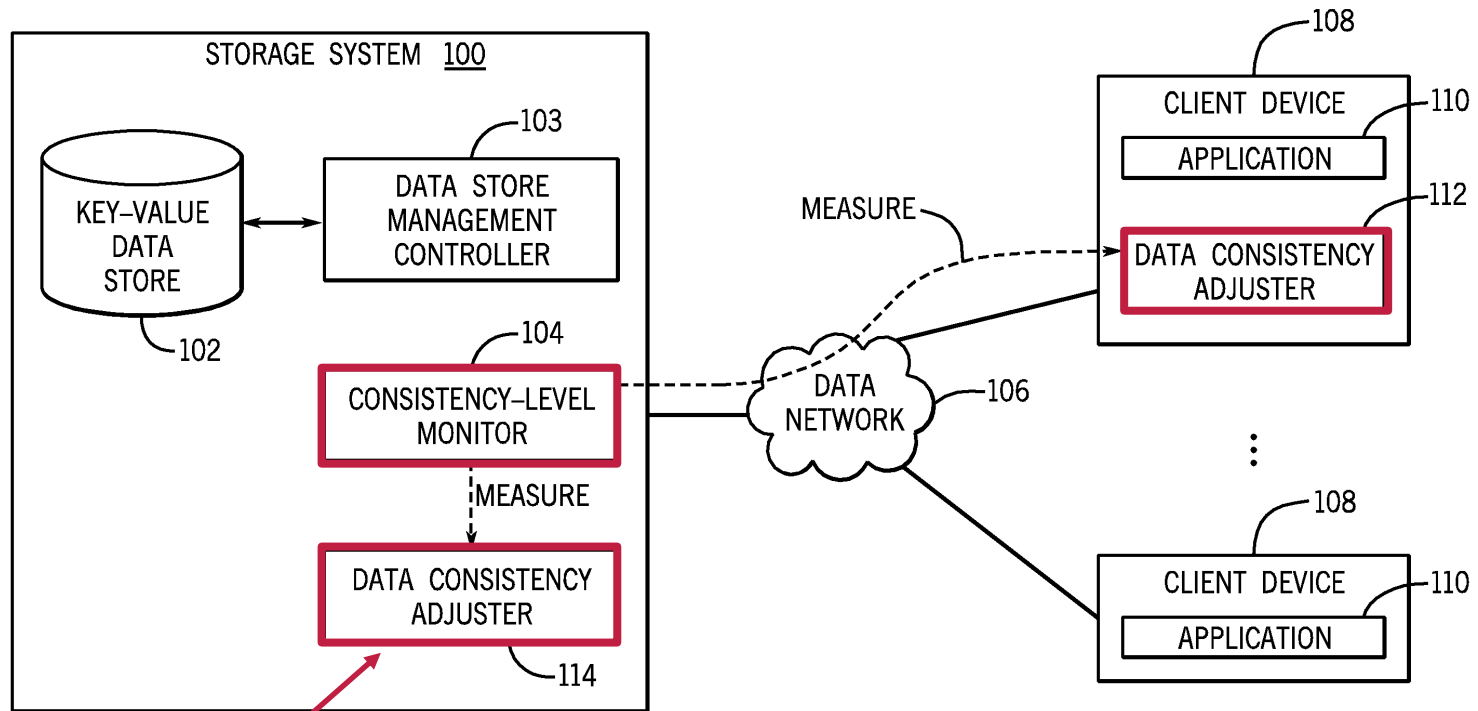 STORAGE SYSTEM 100
103
KEY–VALUE
DATA
STORE
102
DATA STORE
MANAGEMENT
CONTROLLER
104
CONSISTENCY–LEVEL
MONITOR
MEASURE
DATA CONSISTENCY
ADJUSTER
114
MEASURE
DATA
NETWORK
106
108
CLIENT DEVICE
110
APPLICATION
112
DATA CONSISTENCY
ADJUSTER
108
CLIENT DEVICE
110
APPLICATION